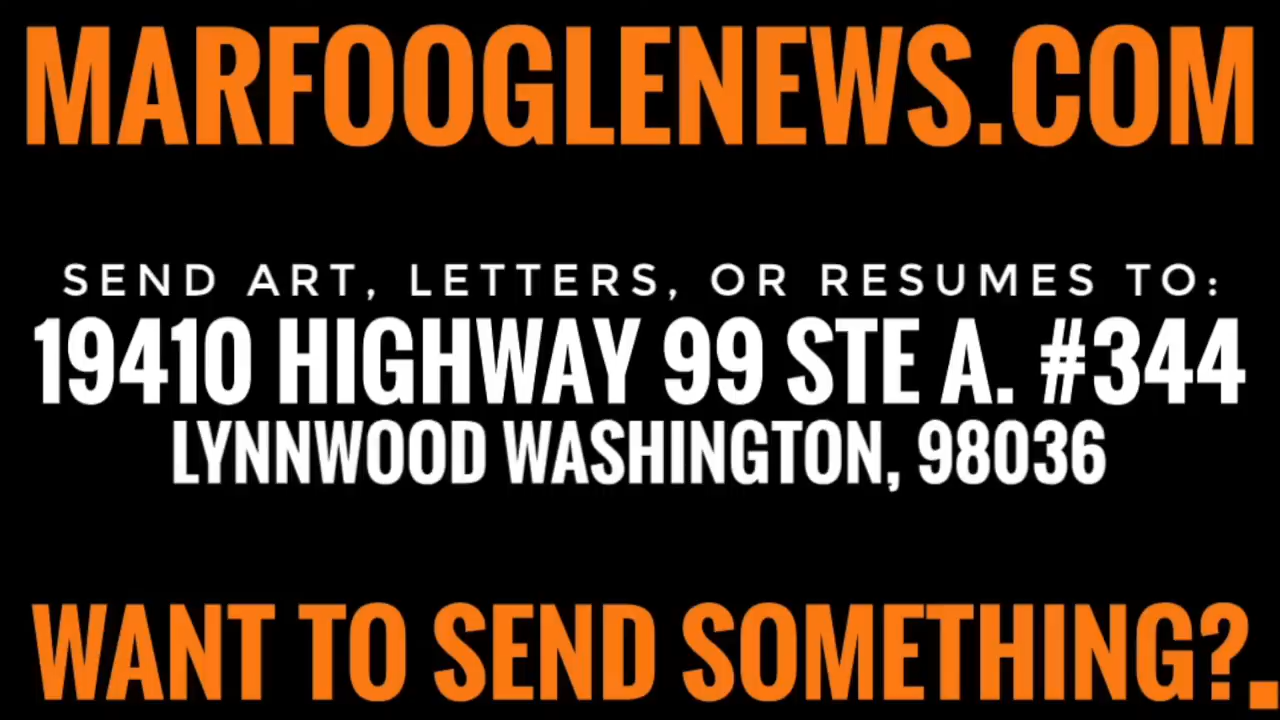 MARFOOGLENEWS.COM
SEND ART, LETTERS, OR RESUMES TO:
19410 HIGHWAY 99 STE A. #344
LYNNWOOD WASHINGTON, 98036
WANT TO SEND SOMETHING?.